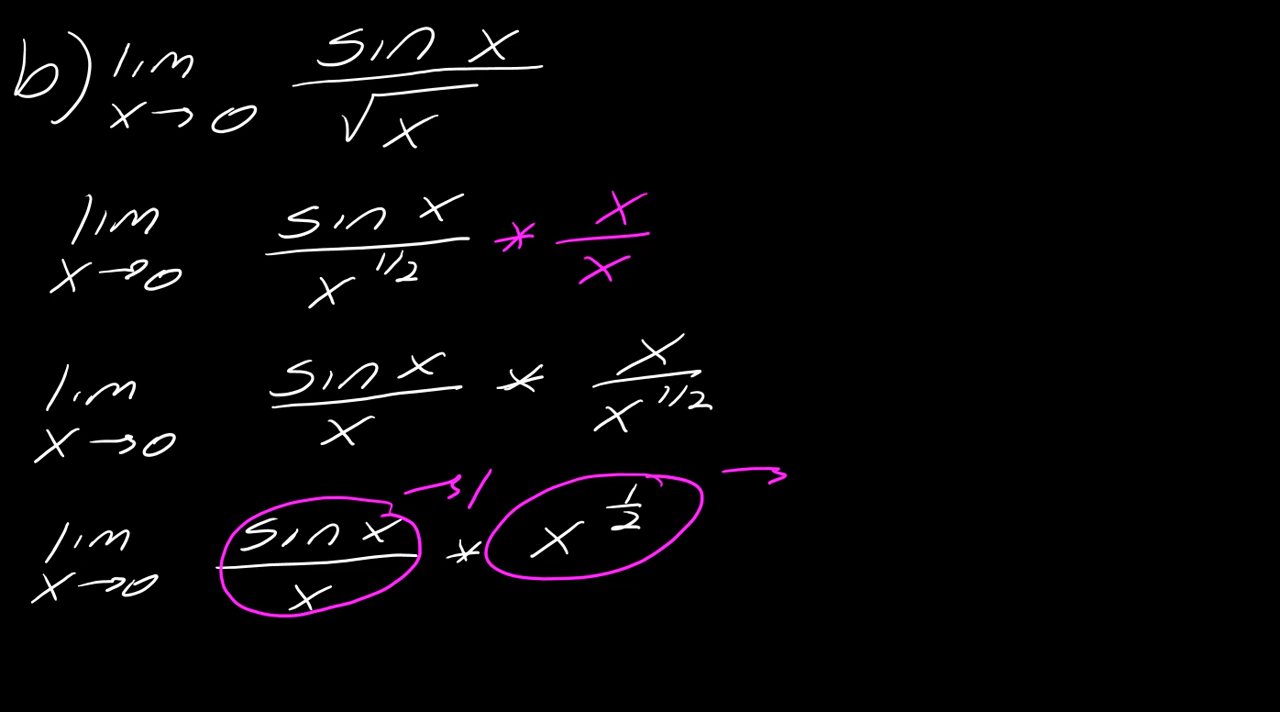 b) lim x→0 sin x / √x
lim x→0 sin x / x^1/2 * x / x
lim x→0 sin x / x * x / x^1/2
lim x→0 sin x / x →1 * x^1/2 →